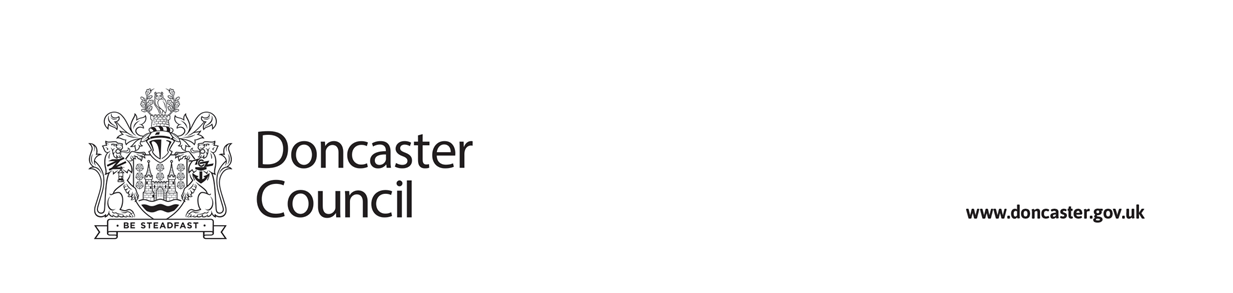 Doncaster
Council
· BE STEADFAST ·
www.doncaster.gov.uk